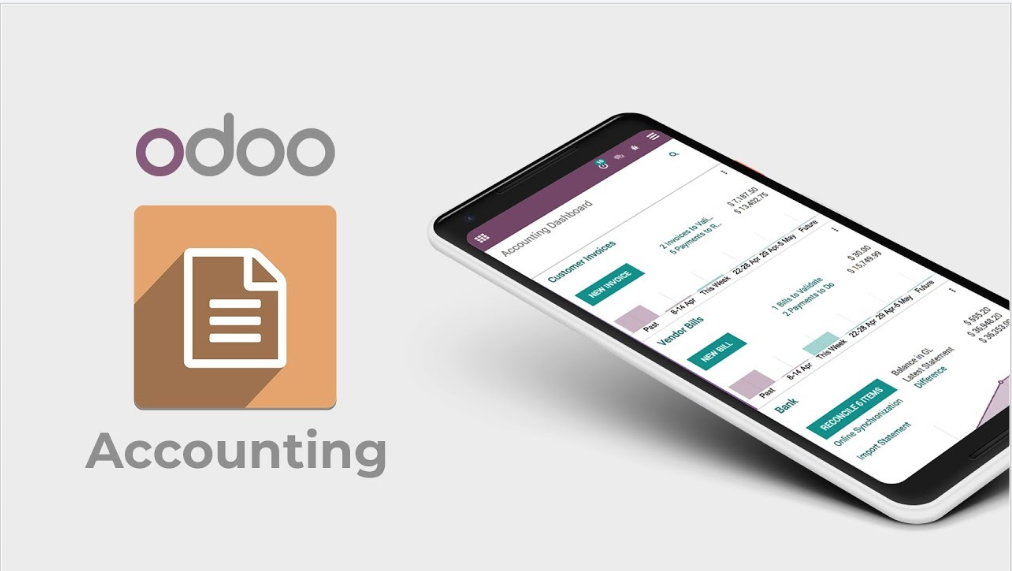 odoo
Accounting
Accounting Dashboard
Customer Invoices
NEW INVOICE
2 Invoices to Vali...
5 Payments to R...
$ 7,187.50
$ 13,402.75
Past
8-14 Apr
This Week
22-28 Apr
29 Apr-5 May
Future
Vendor Bills
NEW BILL
1 Bills to Validate
2 Payments to Do
$ 30.00
$ 15,749.99
Past
8-14 Apr
This Week
22-28 Apr
29 Apr-5 May
Future
Bank
RECONCILE 6 ITEMS
Online Synchronization
Import Statement
Balance in GL
Latest Statement
Difference
$ 595.20
$ 36,948.20